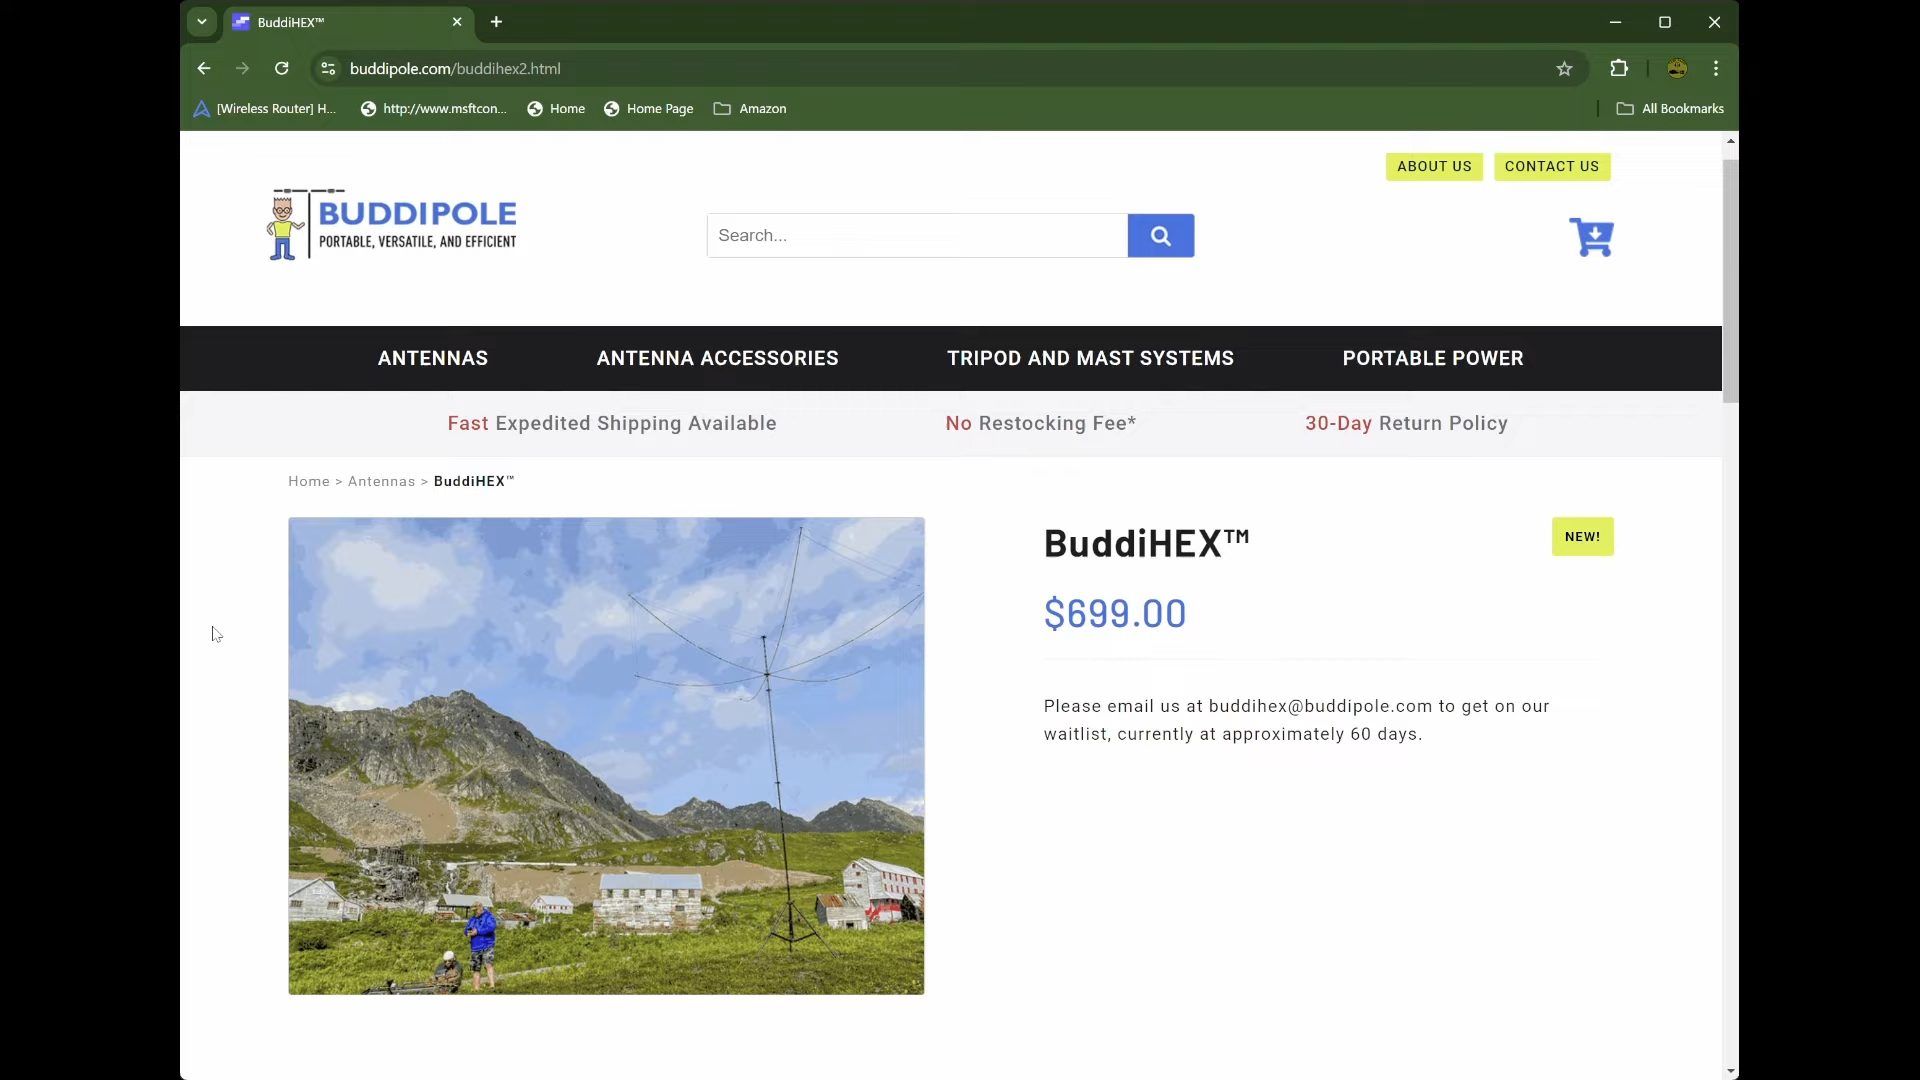 BuddiHEX™
buddipole.com/buddihex2.html
[Wireless Router] H...
http://www.msftcon...
Home
Home Page
Amazon
All Bookmarks
ABOUT US
CONTACT US
BUDDIPOLE
PORTABLE, VERSATILE, AND EFFICIENT
Search...
ANTENNAS
ANTENNA ACCESSORIES
TRIPOD AND MAST SYSTEMS
PORTABLE POWER
Fast Expedited Shipping Available
No Restocking Fee*
30-Day Return Policy
Home > Antennas > BuddiHEX™
BuddiHEX™
NEW!
$699.00
Please email us at buddihex@buddipole.com to get on our
waitlist, currently at approximately 60 days.